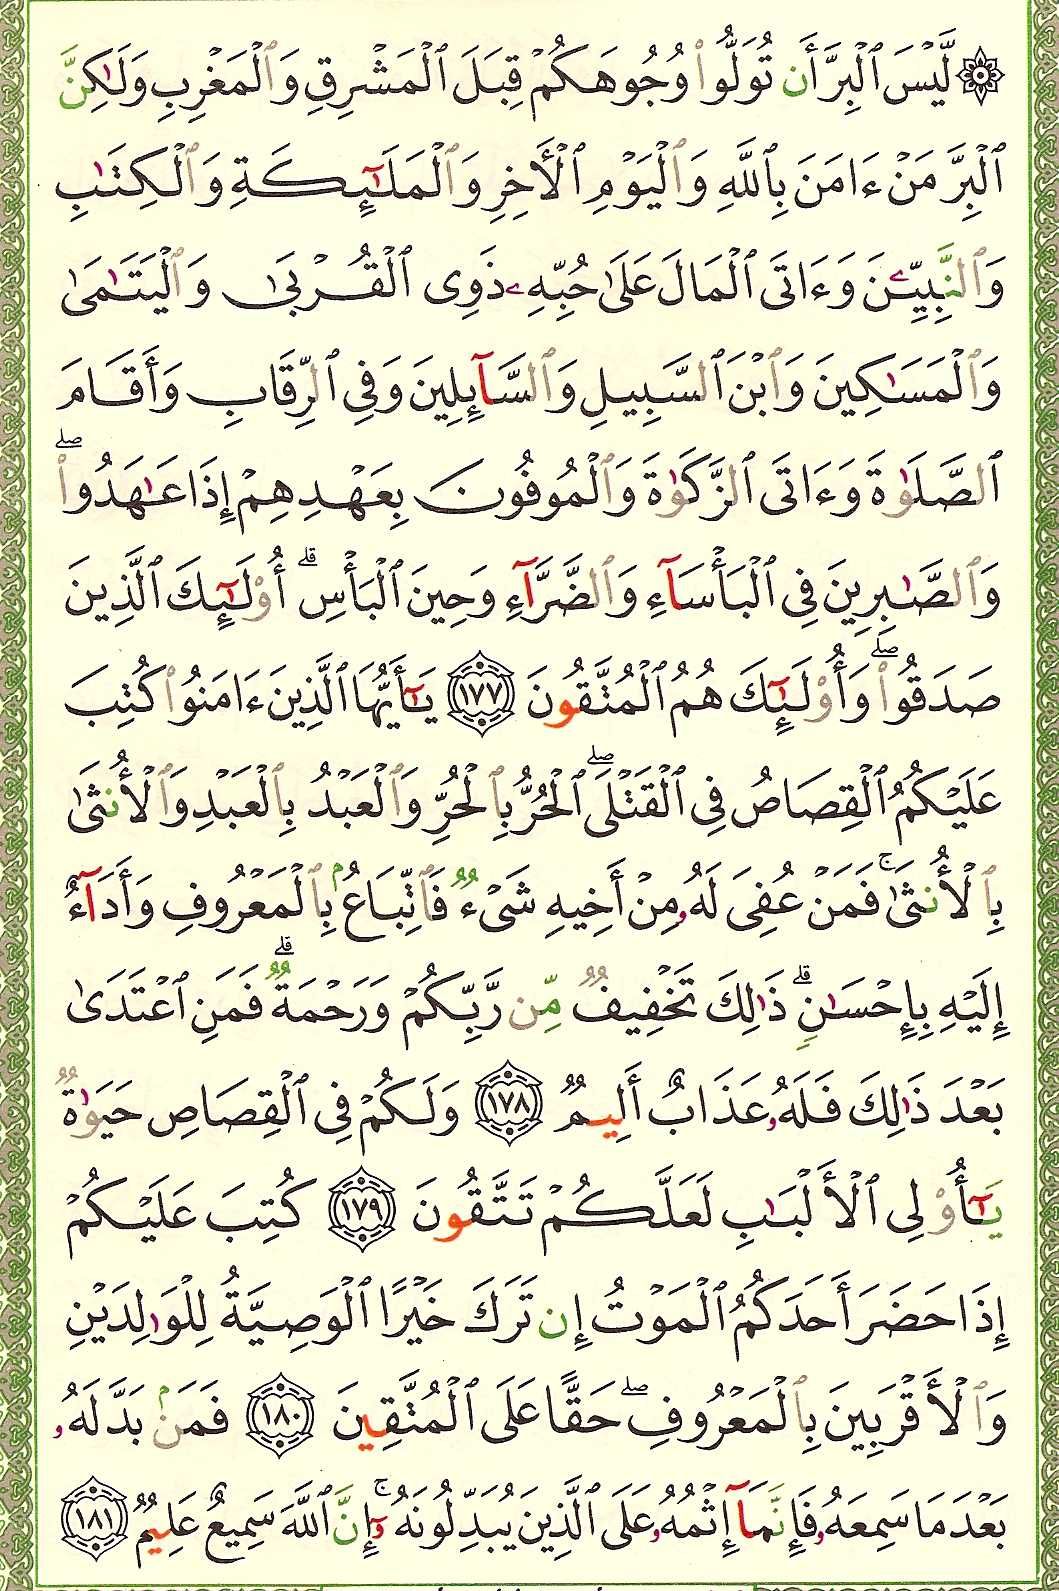 ۞ لَّيْسَ ٱلْبِرَّ أَن تُوَلُّوا۟ وُجُوهَكُمْ قِبَلَ ٱلْمَشْرِقِ وَٱلْمَغْرِبِ وَلَـٰكِنَّ
ٱلْبِرَّ مَنْ ءَامَنَ بِٱللَّهِ وَٱلْيَوْمِ ٱلْأَخِرِ وَٱلْمَلَـٰٓئِكَةِ وَٱلْكِتَـٰبِ
وَٱلنَّبِيِّـۧنَ وَءَاتَى ٱلْمَالَ عَلَىٰ حُبِّهِۦ ذَوِى ٱلْقُرْبَىٰ وَٱلْيَتَـٰمَىٰ
وَٱلْمَسَـٰكِينَ وَٱبْنَ ٱلسَّبِيلِ وَٱلسَّآئِلِينَ وَفِى ٱلرِّقَابِ وَأَقَامَ
ٱلصَّلَوٰةَ وَءَاتَى ٱلزَّكَوٰةَ وَٱلْمُوفُونَ بِعَهْدِهِمْ إِذَا عَـٰهَدُوا۟ ۖ
وَٱلصَّـٰبِرِينَ فِى ٱلْبَأْسَآءِ وَٱلضَّرَّآءِ وَحِينَ ٱلْبَأْسِ ۗ أُو۟لَـٰٓئِكَ ٱلَّذِينَ
صَدَقُوا۟ ۖ وَأُو۟لَـٰٓئِكَ هُمُ ٱلْمُتَّقُونَ ١٧٧ يَـٰٓأَيُّهَا ٱلَّذِينَ ءَامَنُوا۟ كُتِبَ
عَلَيْكُمُ ٱلْقِصَاصُ فِى ٱلْقَتْلَى ۖ ٱلْحُرُّ بِٱلْحُرِّ وَٱلْعَبْدُ بِٱلْعَبْدِ وَٱلْأُنثَىٰ
بِٱلْأُنثَىٰ ۚ فَمَنْ عُفِىَ لَهُۥ مِنْ أَخِيهِ شَىْءٌ فَٱتِّبَاعٌۢ بِٱلْمَعْرُوفِ وَأَدَآءٌ
إِلَيْهِ بِإِحْسَـٰنٍ ۗ ذَٰلِكَ تَخْفِيفٌ مِّن رَّبِّكُمْ وَرَحْمَةٌ ۗ فَمَنِ ٱعْتَدَىٰ
بَعْدَ ذَٰلِكَ فَلَهُۥ عَذَابٌ أَلِيمٌ ١٧٨ وَلَكُمْ فِى ٱلْقِصَاصِ حَيَوٰةٌ
يَـٰٓأُو۟لِى ٱلْأَلْبَـٰبِ لَعَلَّكُمْ تَتَّقُونَ ١٧٩ كُتِبَ عَلَيْكُمْ
إِذَا حَضَرَ أَحَدَكُمُ ٱلْمَوْتُ إِن تَرَكَ خَيْرًا ٱلْوَصِيَّةُ لِلْوَٰلِدَيْنِ
وَٱلْأَقْرَبِينَ بِٱلْمَعْرُوفِ ۖ حَقًّا عَلَى ٱلْمُتَّقِينَ ١٨٠ فَمَنۢ بَدَّلَهُۥ
بَعْدَ مَا سَمِعَهُۥ فَإِنَّمَآ إِثْمُهُۥ عَلَى ٱلَّذِينَ يُبَدِّلُونَهُۥٓ ۚ إِنَّ ٱللَّهَ سَمِيعٌ عَلِيمٌ ١٨١